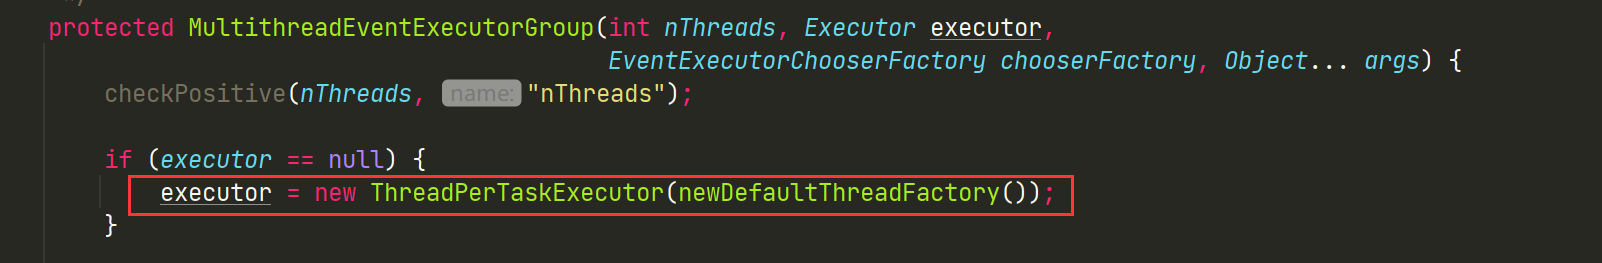 */
protected MultithreadEventExecutorGroup(int nThreads, Executor executor,
EventExecutorChooserFactory chooserFactory, Object... args) {
checkPositive(nThreads, name: "nThreads");
if (executor == null) {
executor = new ThreadPerTaskExecutor(newDefaultThreadFactory());
}